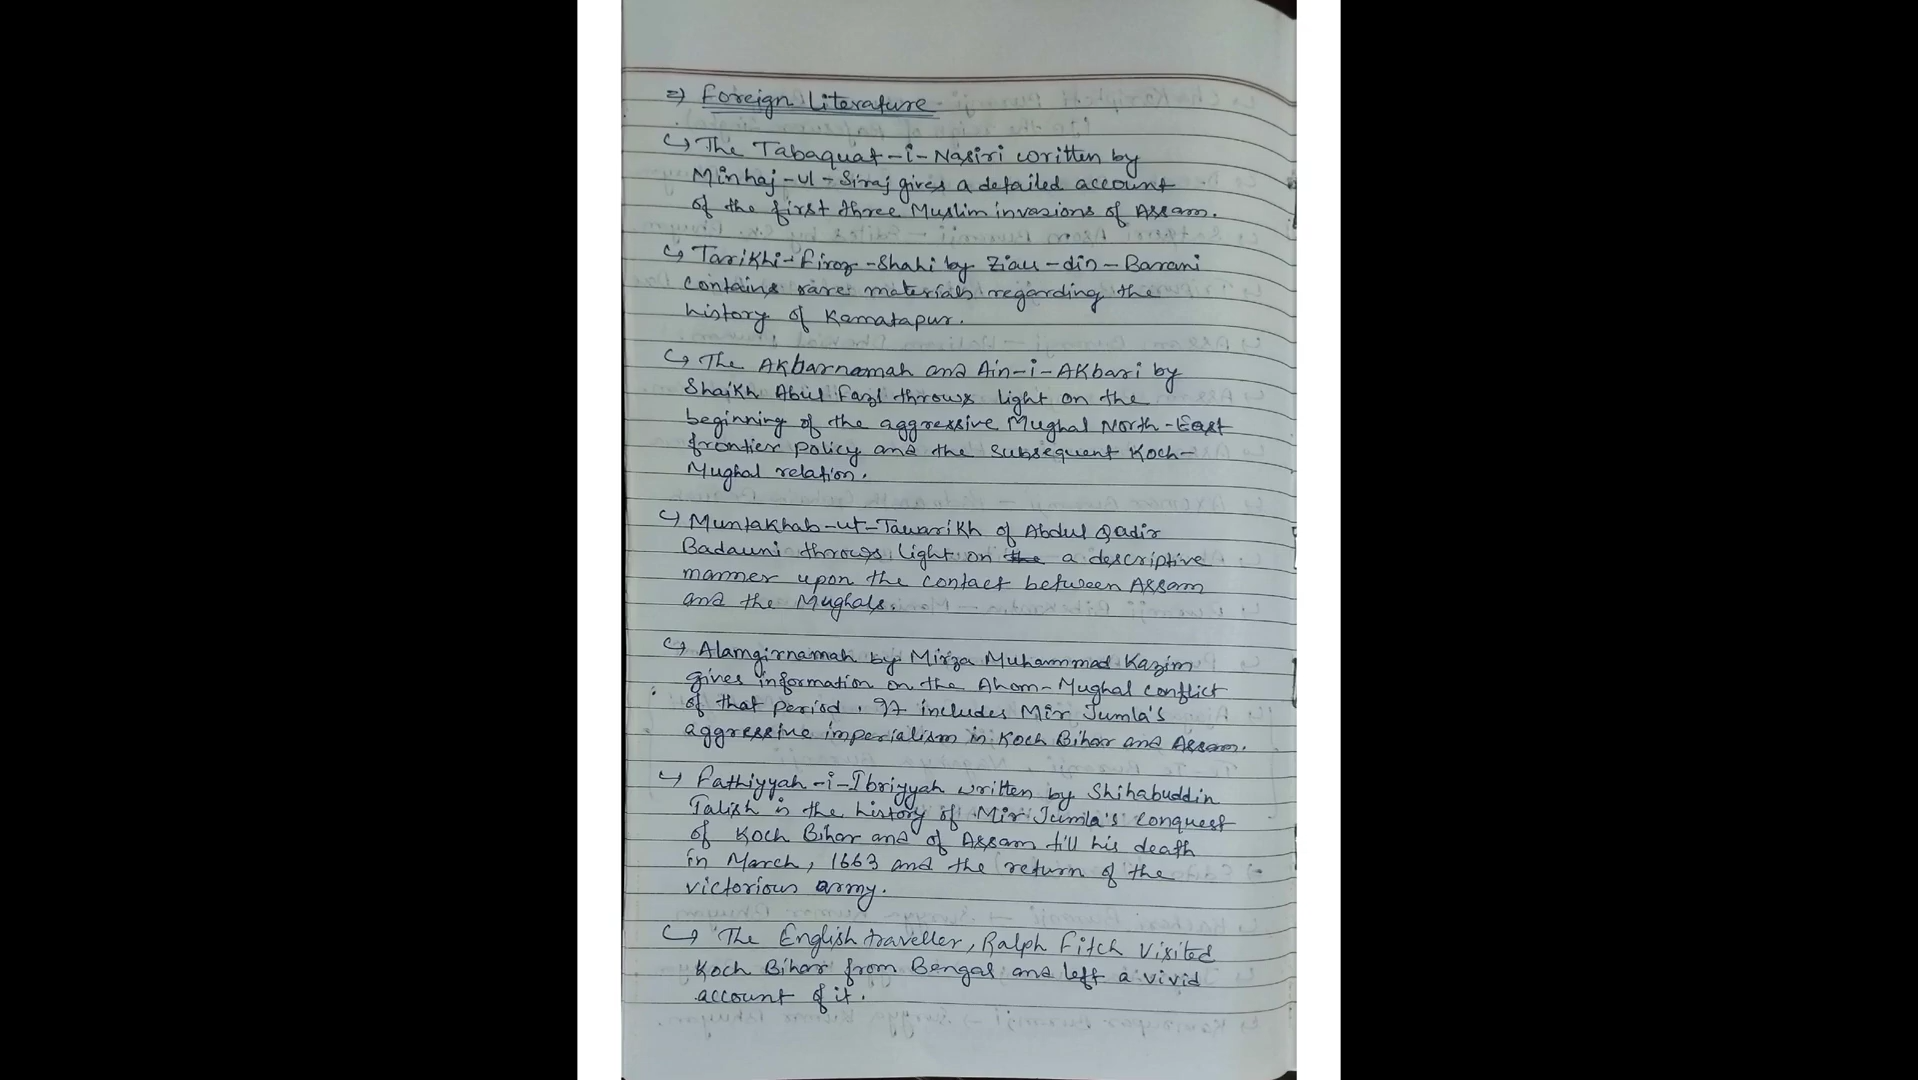 ⇒ Foreign Literature
↪ The Tabaquat-i-Nasiri written by
Minhaj-ul-Siraj gives a detailed account
of the first three Muslim invasions of Assam.
↪ Tarikhi-Firoz-Shahi by Ziau-din-Barani
contains rare materials regarding the
history of Kamatapur.
↪ The Akbarnamah and Ain-i-Akbari by
Shaikh Abul Fazl throws light on the
beginning of the aggressive Mughal North-East
frontier policy and the subsequent Koch-
Mughal relation.
↪ Muntakhab-ut-Tawarikh of Abdul Qadir
Badauni throws light on the a descriptive
manner upon the contact between Assam
and the Mughals.
↪ Alamgirnamah by Mirza Muhammad Kazim
gives information on the Ahom-Mughal conflict
of that period. It includes Mir Jumla's
aggressive imperialism in Koch Bihar and Assam.
↪ Fathiyyah-i-Ibriyyah written by Shihabuddin
Talish is the history of Mir Jumla's conquest
of Koch Bihar and of Assam till his death
in March, 1663 and the return of the
victorious army.
↪ The English traveller, Ralph Fitch visited
Koch Bihar from Bengal and left a vivid
account of it.